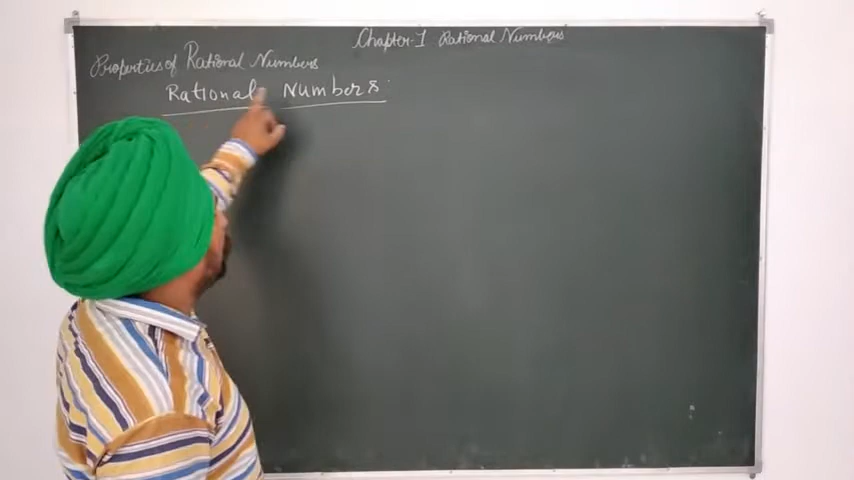 Chapter-1 Rational Numbers
Properties of Rational Numbers
Rational Numbers